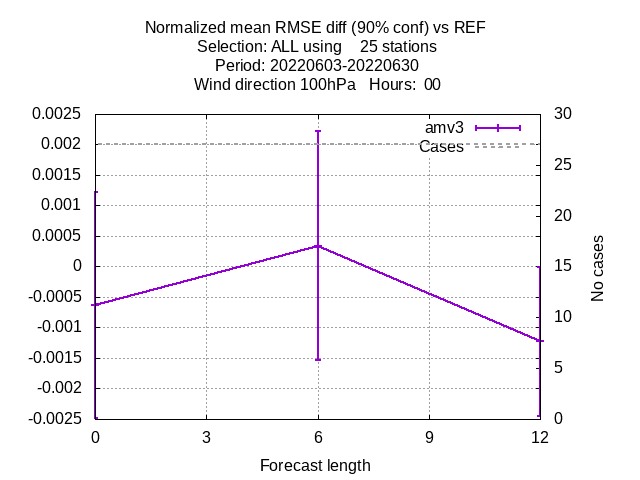 Normalized mean RMSE diff (90% conf) vs REF
Selection: ALL using    25 stations
Period: 20220603-20220630
Wind direction 100hPa   Hours:  00
0.0025
0.002
0.0015
0.001
0.0005
0
-0.0005
-0.001
-0.0015
-0.002
-0.0025
amv3
Cases
30
25
20
15
10
5
0
No cases
0 3 6 9 12
Forecast length